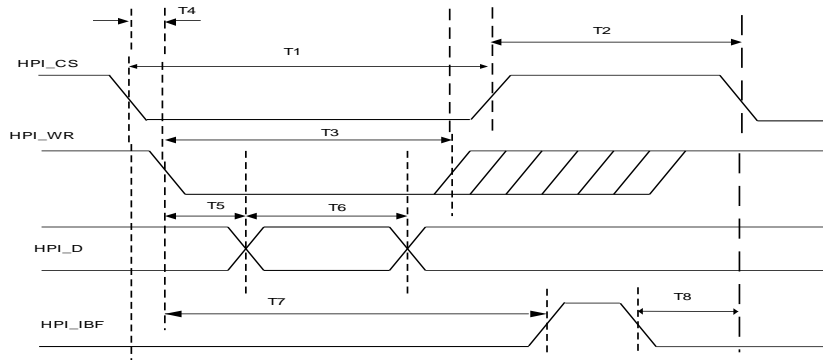 T4
T1
T2
HPI_CS
T3
HPI_WR
T5
T6
HPI_D
T7
T8
HPI_IBF